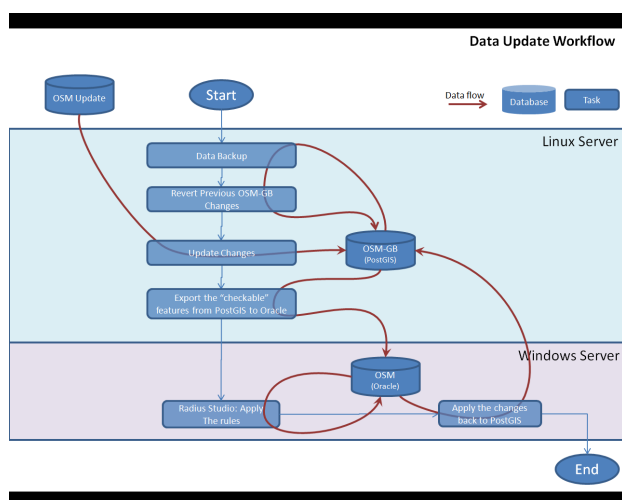 Data Update Workflow
OSM Update
Start
Data flow
Database
Task
Linux Server
Data Backup
Revert Previous OSM-GB
Changes
Update Changes
OSM-GB
(PostGIS)
Export the "checkable"
features from PostGIS to Oracle
Windows Server
OSM
(Oracle)
Radius Studio: Apply
The rules
Apply the changes
back to PostGIS
End